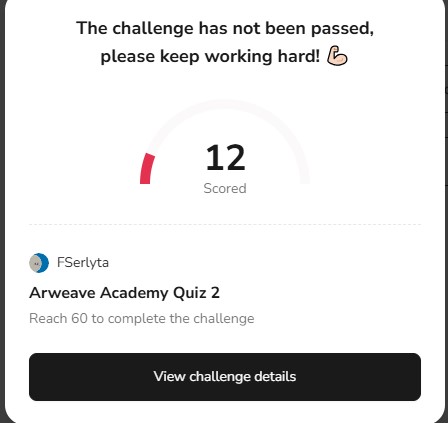 The challenge has not been passed,
please keep working hard! 💪🏻
12
Scored
FSerlyta
Arweave Academy Quiz 2
Reach 60 to complete the challenge
View challenge details